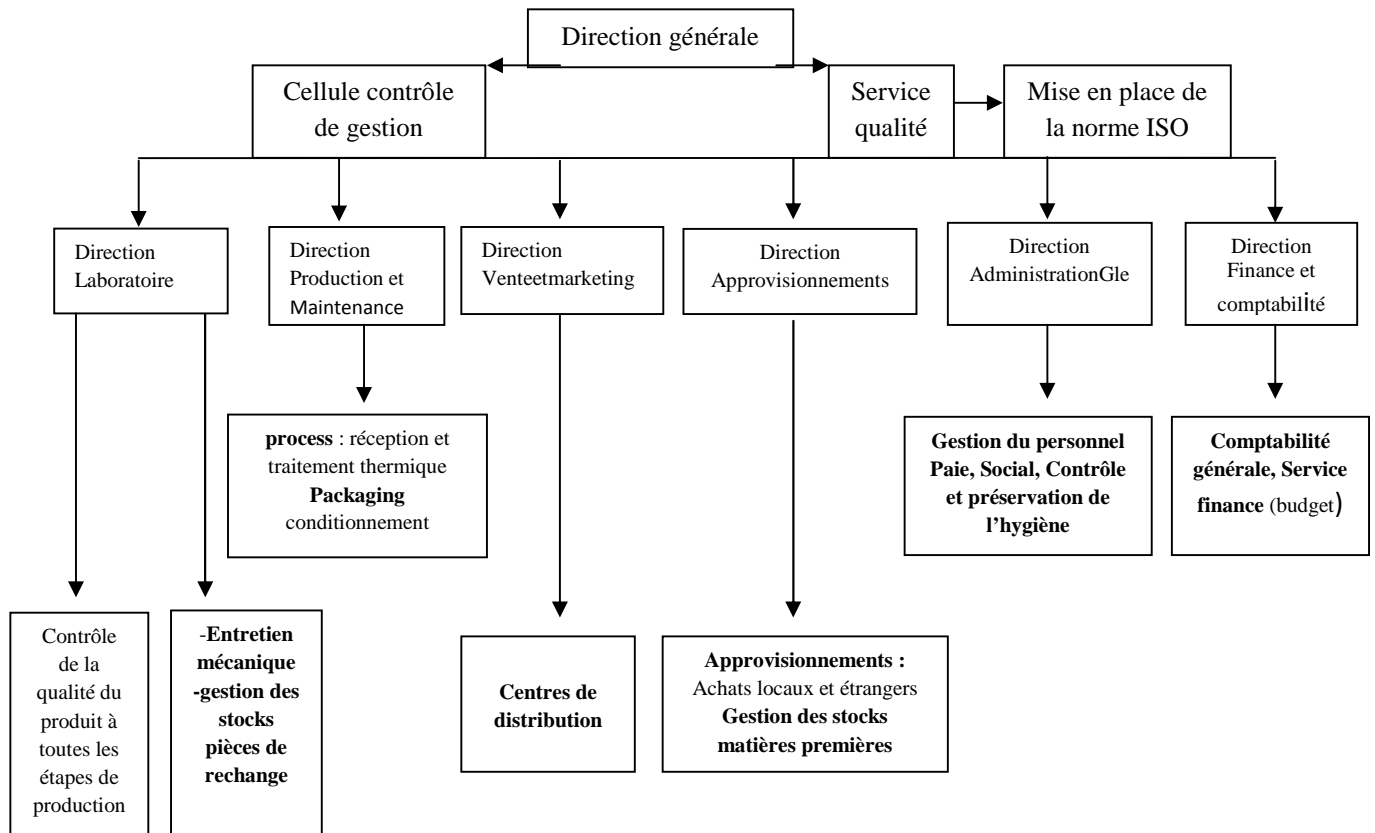 Direction générale
Cellule contrôle
de gestion
Service
qualité
Mise en place de
la norme ISO
Direction
Laboratoire
Direction
Production et
Maintenance
Direction
Venteetmarketing
Direction
Approvisionnements
Direction
AdministrationGle
Direction
Finance et
comptabilité
process : réception et
traitement thermique
Packaging
conditionnement
Gestion du personnel
Paie, Social, Contrôle
et préservation de
l’hygiène
Comptabilité
générale, Service
finance (budget)
Contrôle
de la
qualité du
produit à
toutes les
étapes de
production
-Entretien
mécanique
-gestion des
stocks
pièces de
rechange
Centres de
distribution
Approvisionnements :
Achats locaux et étrangers
Gestion des stocks
matières premières